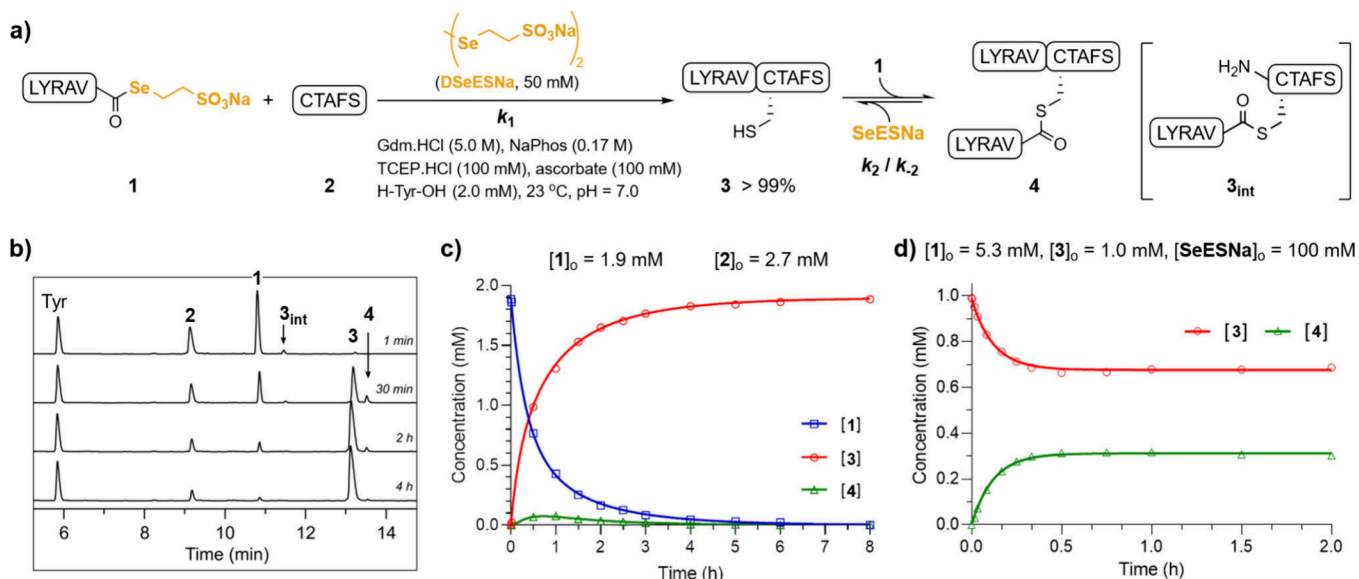 a)
LYRAV
Se
SO₃Na
O
1
+
CTAFS
2
Se
SO₃Na
2
(DSeESNa, 50 mM)
k₁
Gdm.HCl (5.0 M), NaPhos (0.17 M)
TCEP.HCl (100 mM), ascorbate (100 mM)
H-Tyr-OH (2.0 mM), 23 °C, pH = 7.0
LYRAV CTAFS
HS
3 > 99%
1
SeESNa
k₂ / k₋₂
LYRAV CTAFS
S
LYRAV
O
4
H₂N
CTAFS
LYRAV
S
O
3int
b)
Tyr
2
1
3int
3
4
1 min
30 min
2 h
4 h
6 8 10 12 14
Time (min)
c)
[1]o = 1.9 mM [2]o = 2.7 mM
Concentration (mM)
2.0
1.5
1.0
0.5
0.0
[1]
[3]
[4]
0 1 2 3 4 5 6 7 8
Time (h)
d) [1]o = 5.3 mM, [3]o = 1.0 mM, [SeESNa]o = 100 mM
Concentration (mM)
1.0
0.8
0.6
0.4
0.2
0.0
[3] [4]
0.0 0.5 1.0 1.5 2.0
Time (h)